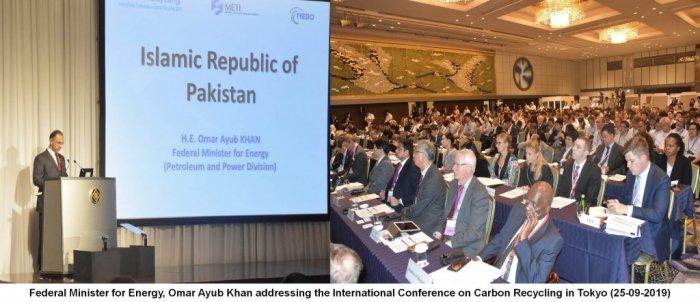 METI
NEDO
Islamic Republic of
Pakistan
H.E. Omar Ayub KHAN
Federal Minister for Energy
(Petroleum and Power Division)
Federal Minister for Energy, Omar Ayub Khan addressing the International Conference on Carbon Recycling in Tokyo (25-09-2019)